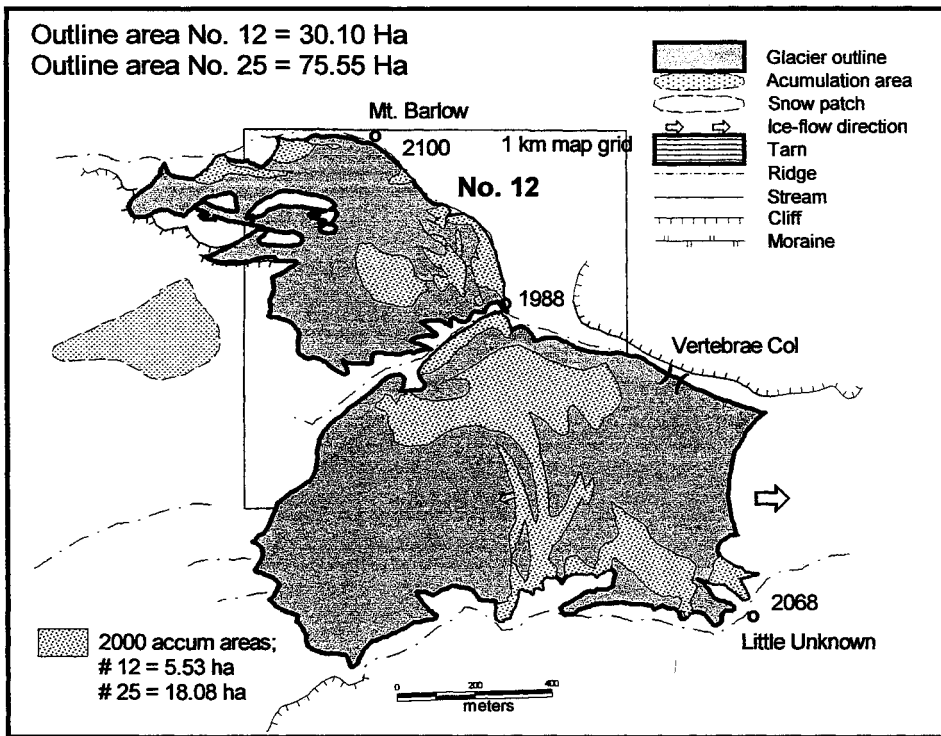 Outline area No. 12 = 30.10 Ha
Outline area No. 25 = 75.55 Ha
Glacier outline
Acumulation area
Snow patch
Ice-flow direction
Tarn
Ridge
Stream
Cliff
Moraine
Mt. Barlow
2100
1 km map grid
No. 12
1988
Vertebrae Col
2068
Little Unknown
2000 accum areas;
# 12 = 5.53 ha
# 25 = 18.08 ha
0 200 400
meters